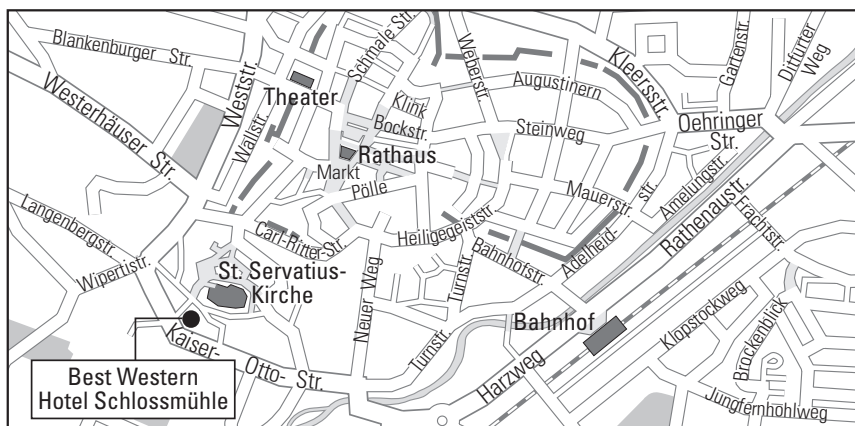 Blankenburger Str.
Westerhäuser Str.
Weststr.
Wallstr.
Theater
Schmale Str.
Klink
Bockstr.
Rathaus
Markt
Pölle
Weberstr.
Augustinern
Steinweg
Kleersstr.
Gartenstr.
Ditfurter
Weg
Oehringer
Str.
Mauerstr.
Adelheid-
str.
Amelungstr.
Rathenaustr.
Frachtstr.
Langenbergstr.
Wipertistr.
Carl-Ritter-Str.
Heiligegeiststr.
Bahnhofstr.
Turnstr.
Turnstr.
Neuer Weg
St. Servatius-
Kirche
Kaiser-
Otto-
Str.
Bahnhof
Harzweg
Klopstockweg
Brockenblick
Jungfernhohlweg
Best Western
Hotel Schlossmühle